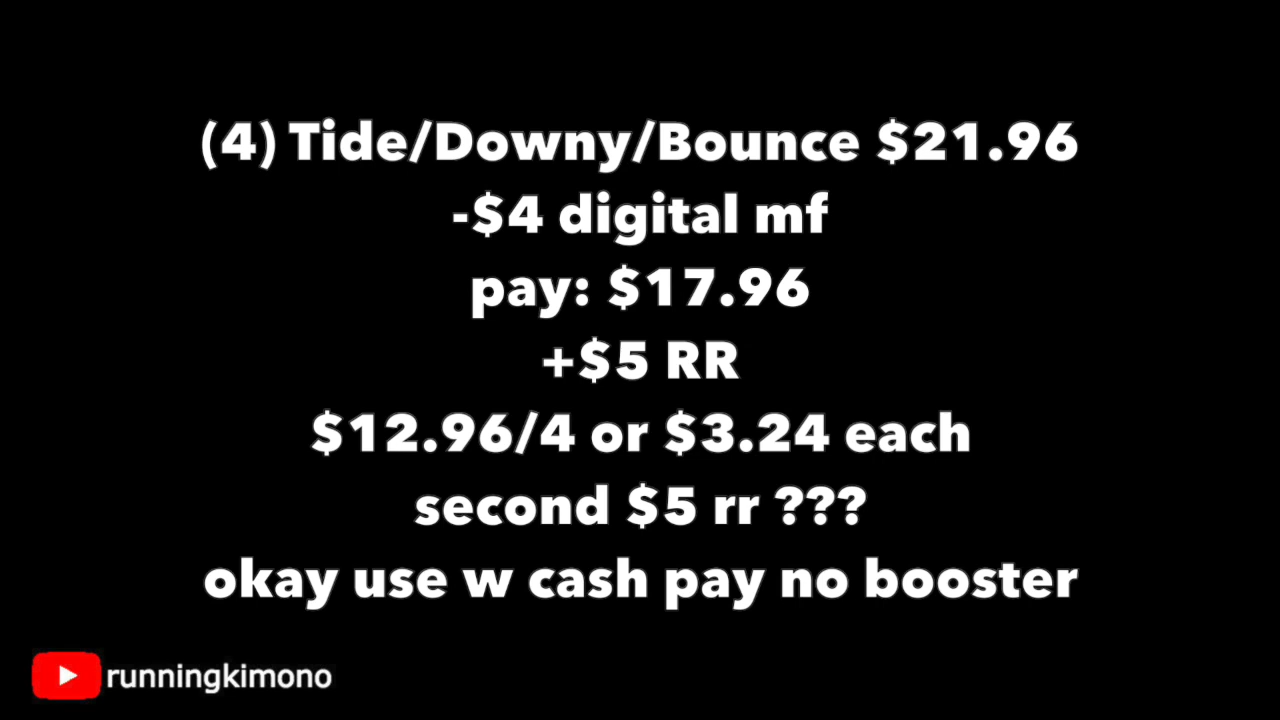 (4) Tide/Downy/Bounce $21.96
-$4 digital mf
pay: $17.96
+$5 RR
$12.96/4 or $3.24 each
second $5 rr ???
okay use w cash pay no booster
runningkimono